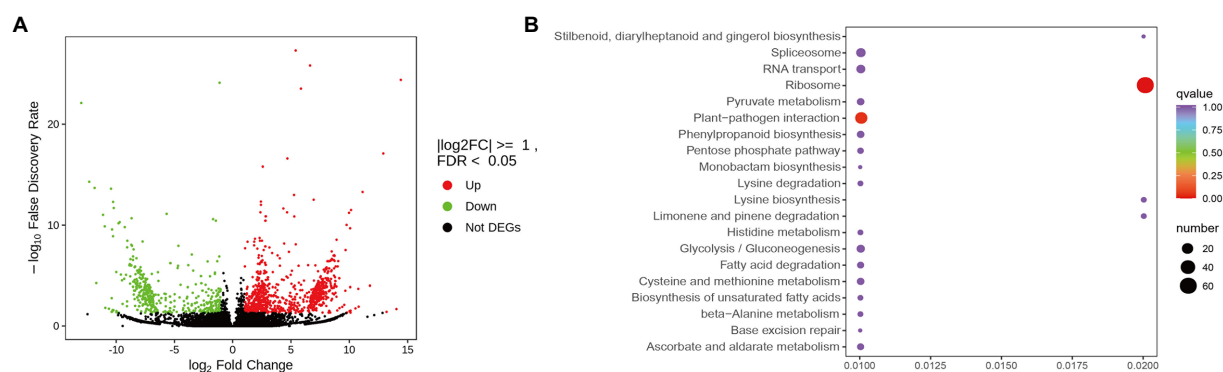 A
− log10 False Discovery Rate
20
10
0
-10
-5
0
5
10
15
log2 Fold Change
|log2FC| >= 1 ,
FDR < 0.05
Up
Down
Not DEGs
B
Stilbenoid, diarylheptanoid and gingerol biosynthesis
Spliceosome
RNA transport
Ribosome
Pyruvate metabolism
Plant−pathogen interaction
Phenylpropanoid biosynthesis
Pentose phosphate pathway
Monobactam biosynthesis
Lysine degradation
Lysine biosynthesis
Limonene and pinene degradation
Histidine metabolism
Glycolysis / Gluconeogenesis
Fatty acid degradation
Cysteine and methionine metabolism
Biosynthesis of unsaturated fatty acids
beta−Alanine metabolism
Base excision repair
Ascorbate and aldarate metabolism
0.0100
0.0125
0.0150
0.0175
0.0200
qvalue
1.00
0.75
0.50
0.25
0.00
number
20
40
60